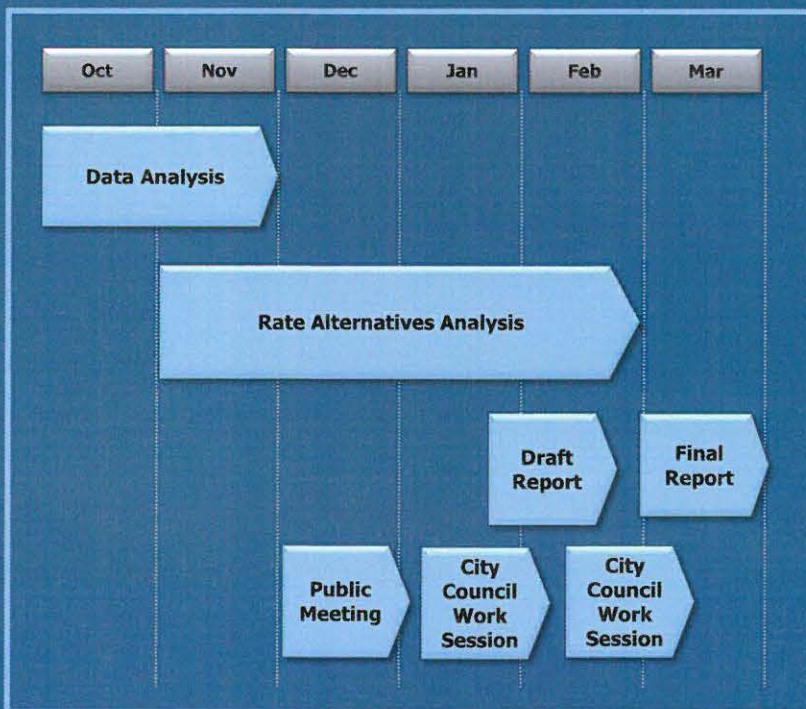 Oct Nov Dec Jan Feb Mar
Data Analysis
Rate Alternatives Analysis
Draft
Report
Final
Report
Public
Meeting
City
Council
Work
Session
City
Council
Work
Session